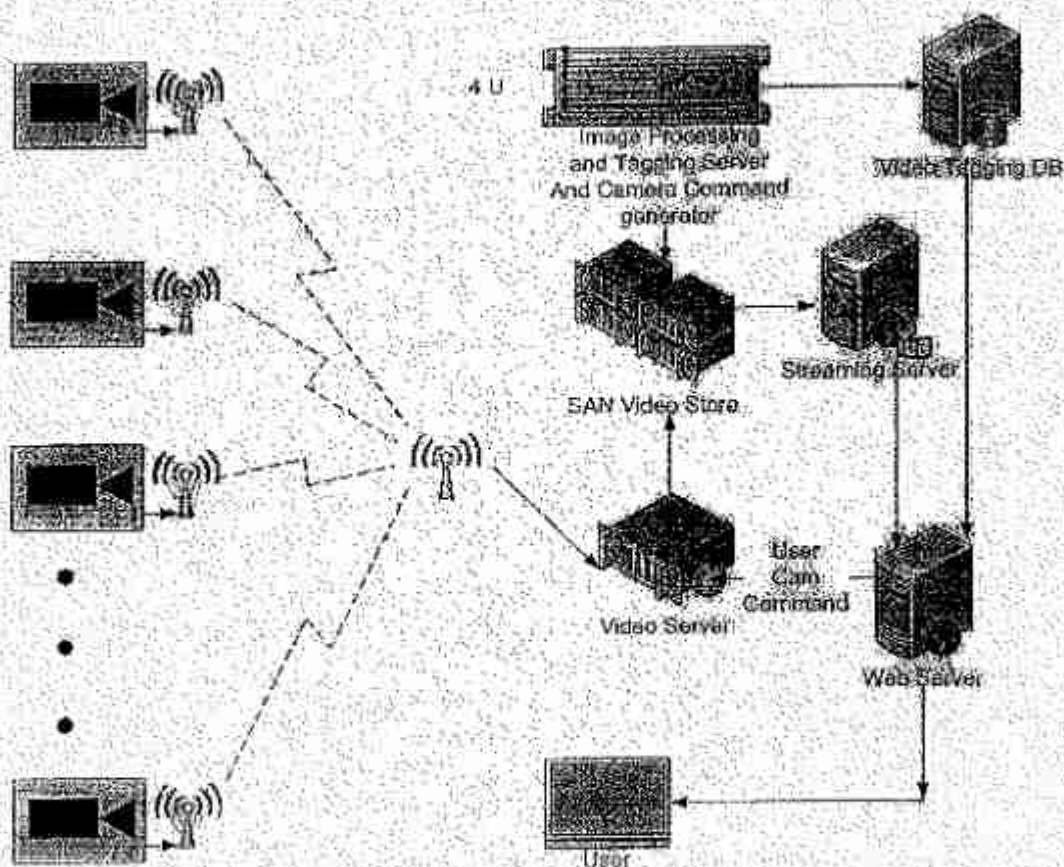 4 U
Image Processing
and Tagging Server
And Camera Command
generator
Video Tagging DB
SAN Video Store
Streaming Server
Video Server
User
Cam
Command
Web Server
User